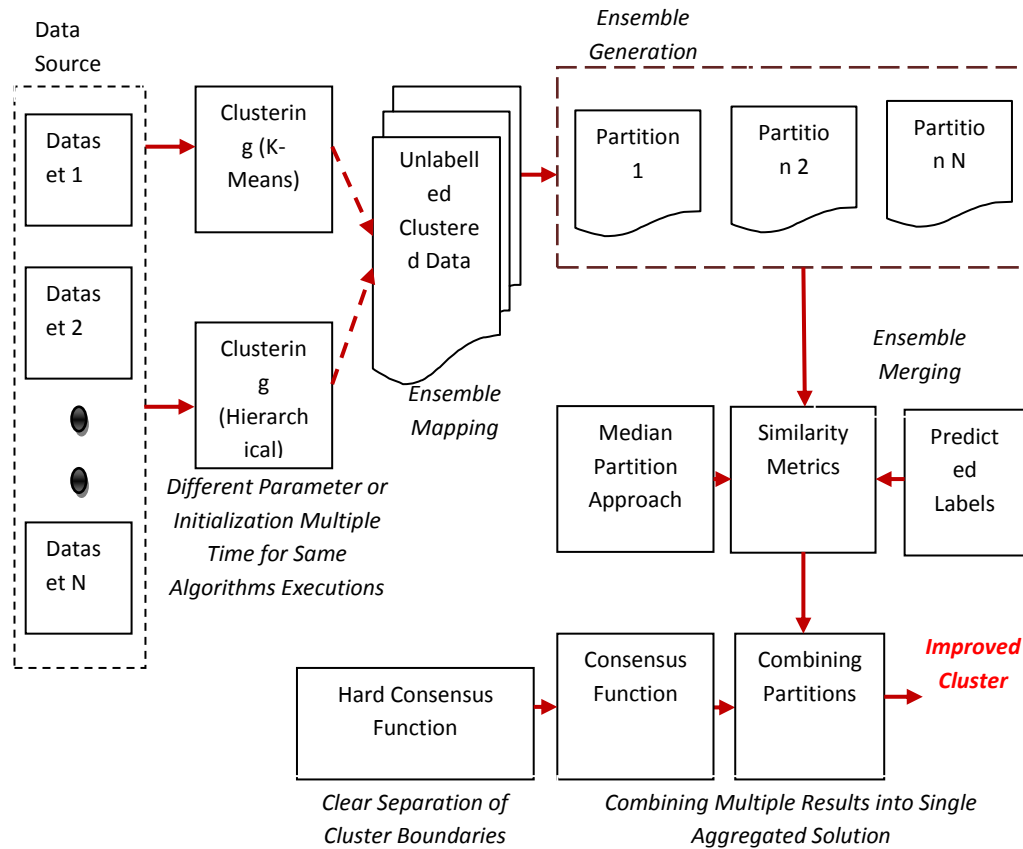 Data
Source
Datas
et 1
Datas
et 2
Datas
et N
Clusterin
g (K-
Means)
Clusterin
g
(Hierarch
ical)
Different Parameter or
Initialization Multiple
Time for Same
Algorithms Executions
Unlabell
ed
Clustere
d Data
Ensemble
Mapping
Ensemble
Generation
Partition
1
Partitio
n 2
Partitio
n N
Ensemble
Merging
Median
Partition
Approach
Similarity
Metrics
Predict
ed
Labels
Hard Consensus
Function
Consensus
Function
Combining
Partitions
Improved
Cluster
Clear Separation of
Cluster Boundaries
Combining Multiple Results into Single
Aggregated Solution